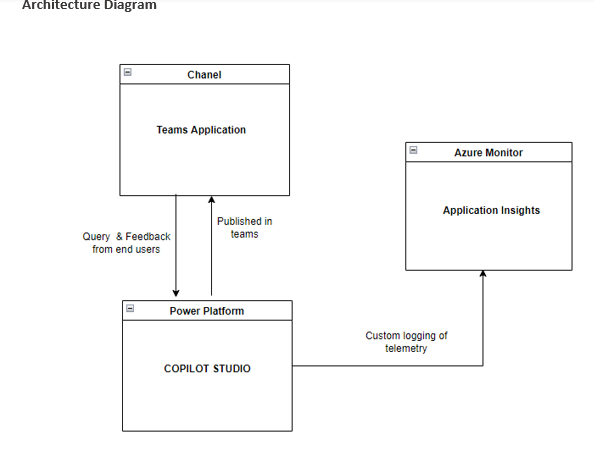 Architecture Diagram
Chanel
Teams Application
Azure Monitor
Application Insights
Query & Feedback
from end users
Published in
teams
Power Platform
COPILOT STUDIO
Custom logging of
telemetry